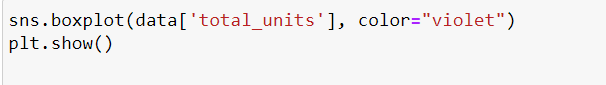 sns.boxplot(data['total_units'], color="violet")
plt.show()